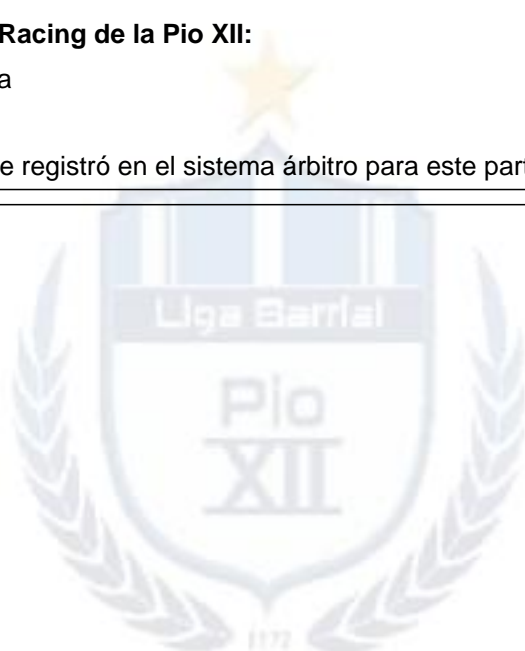 Racing de la Pio XII:
a
e registró en el sistema árbitro para este part
Liga Barrial
Pio
XII